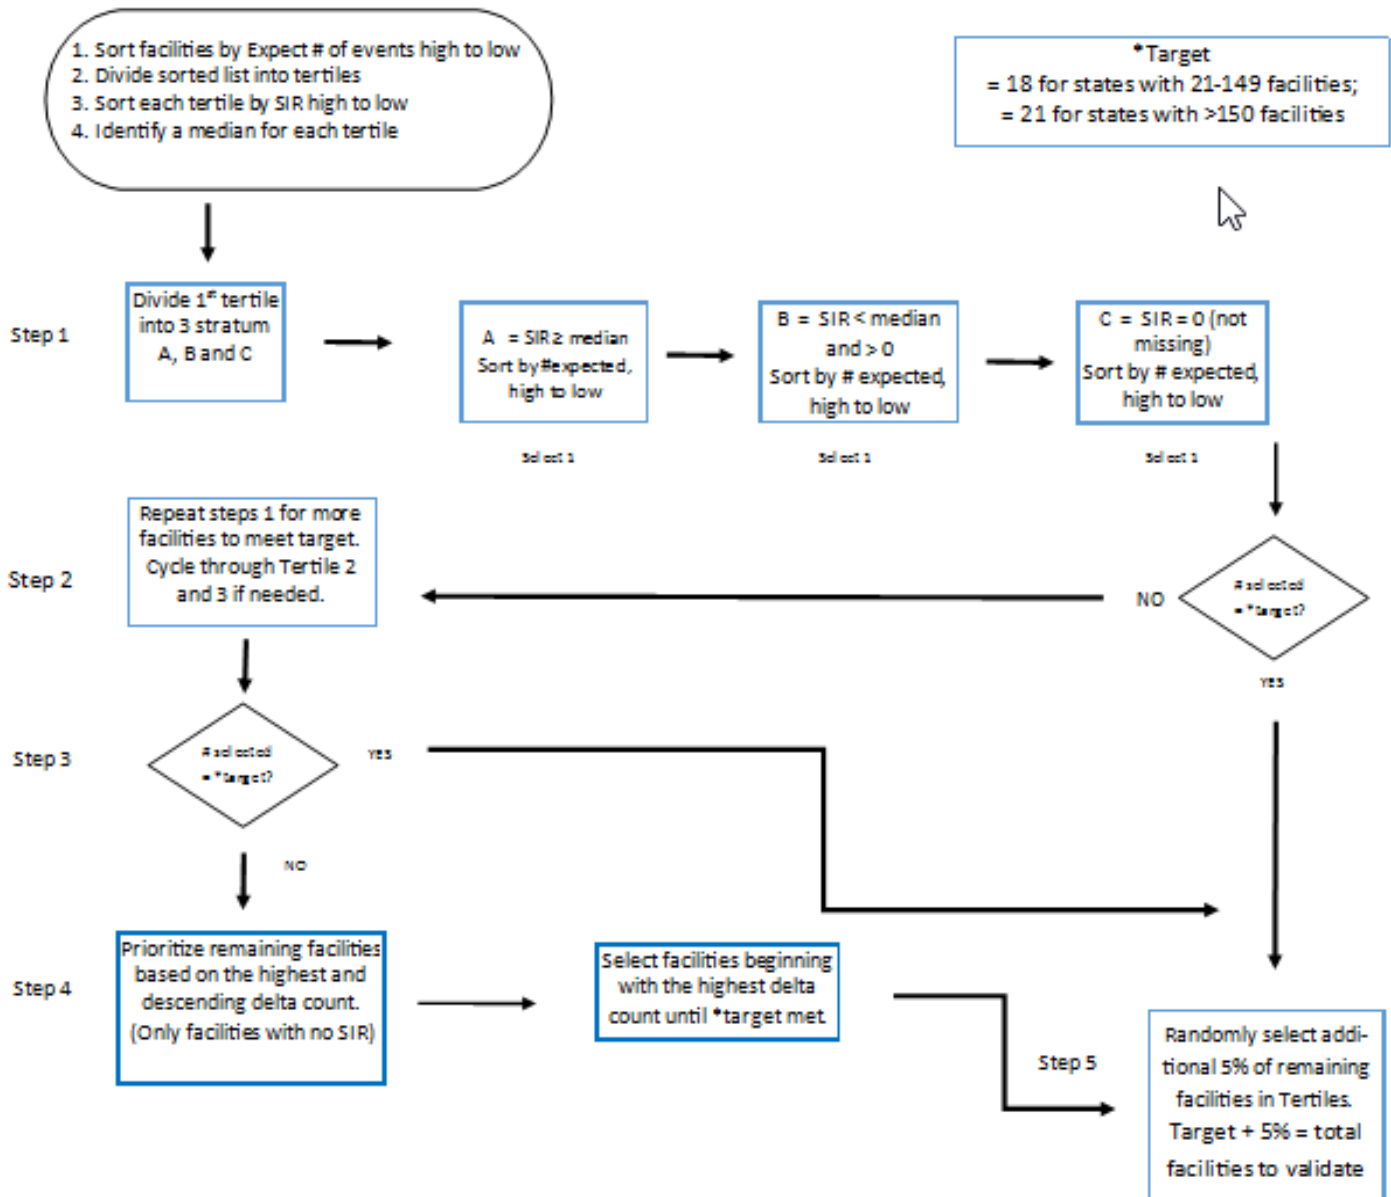 1. Sort facilities by Expect # of events high to low
2. Divide sorted list into tertiles
3. Sort each tertile by SIR high to low
4. Identify a median for each tertile
*Target
= 18 for states with 21-149 facilities;
= 21 for states with >150 facilities
Step 1
Divide 1st tertile
into 3 stratum
A, B and C
A = SIR ≥ median
Sort by #expected,
high to low
Select 1
B = SIR < median
and > 0
Sort by # expected,
high to low
Select 1
C = SIR = 0 (not
missing)
Sort by # expected,
high to low
Select 1
Step 2
Repeat steps 1 for more
facilities to meet target.
Cycle through Tertile 2
and 3 if needed.
NO
# selected
= *target?
YES
Step 3
# selected
= *target?
YES
NO
Step 4
Prioritize remaining facilities
based on the highest and
descending delta count.
(Only facilities with no SIR)
Select facilities beginning
with the highest delta
count until *target met.
Step 5
Randomly select addi-
tional 5% of remaining
facilities in Tertiles.
Target + 5% = total
facilities to validate